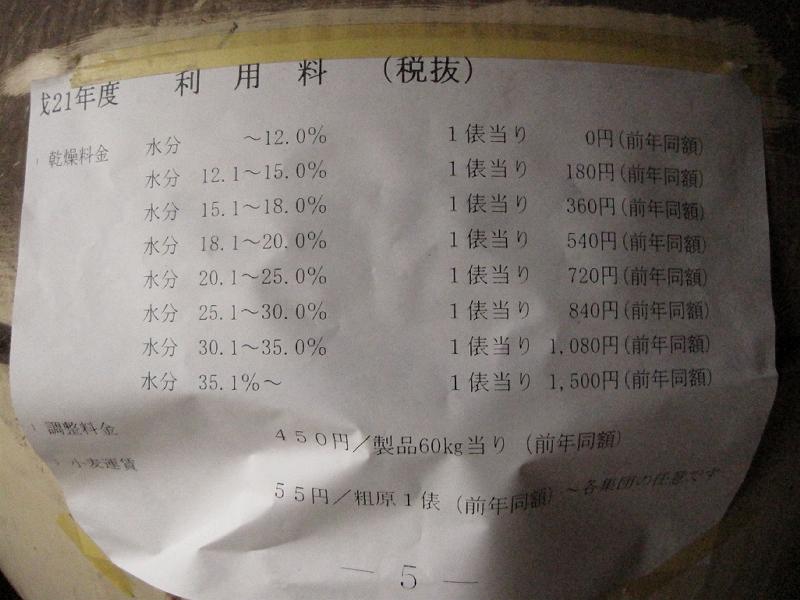 成21年度 利用料 (税抜)
乾燥料金 水分 ～12.0% 1俵当り 0円(前年同額)
水分 12.1～15.0% 1俵当り 180円(前年同額)
水分 15.1～18.0% 1俵当り 360円(前年同額)
水分 18.1～20.0% 1俵当り 540円(前年同額)
水分 20.1～25.0% 1俵当り 720円(前年同額)
水分 25.1～30.0% 1俵当り 840円(前年同額)
水分 30.1～35.0% 1俵当り 1,080円(前年同額)
水分 35.1%～ 1俵当り 1,500円(前年同額)
調整料金 450円/製品60kg当り (前年同額)
小麦運賃 55円/粗原1俵 (前年同額) ～各集団の任意です
― 5 ―